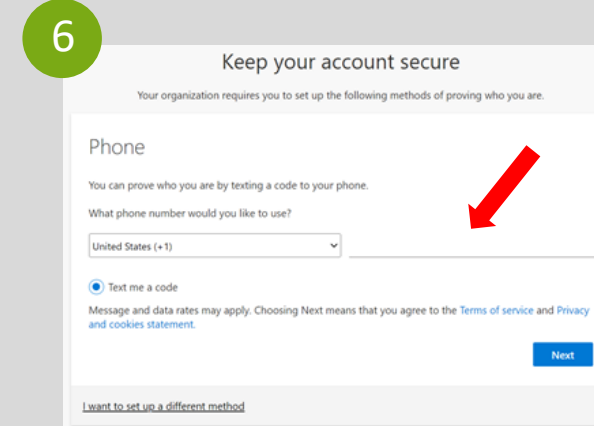 6
Keep your account secure
Your organization requires you to set up the following methods of proving who you are.
Phone
You can prove who you are by texting a code to your phone.
What phone number would you like to use?
United States (+1)
Text me a code
Message and data rates may apply. Choosing Next means that you agree to the Terms of service and Privacy
and cookies statement.
Next
I want to set up a different method